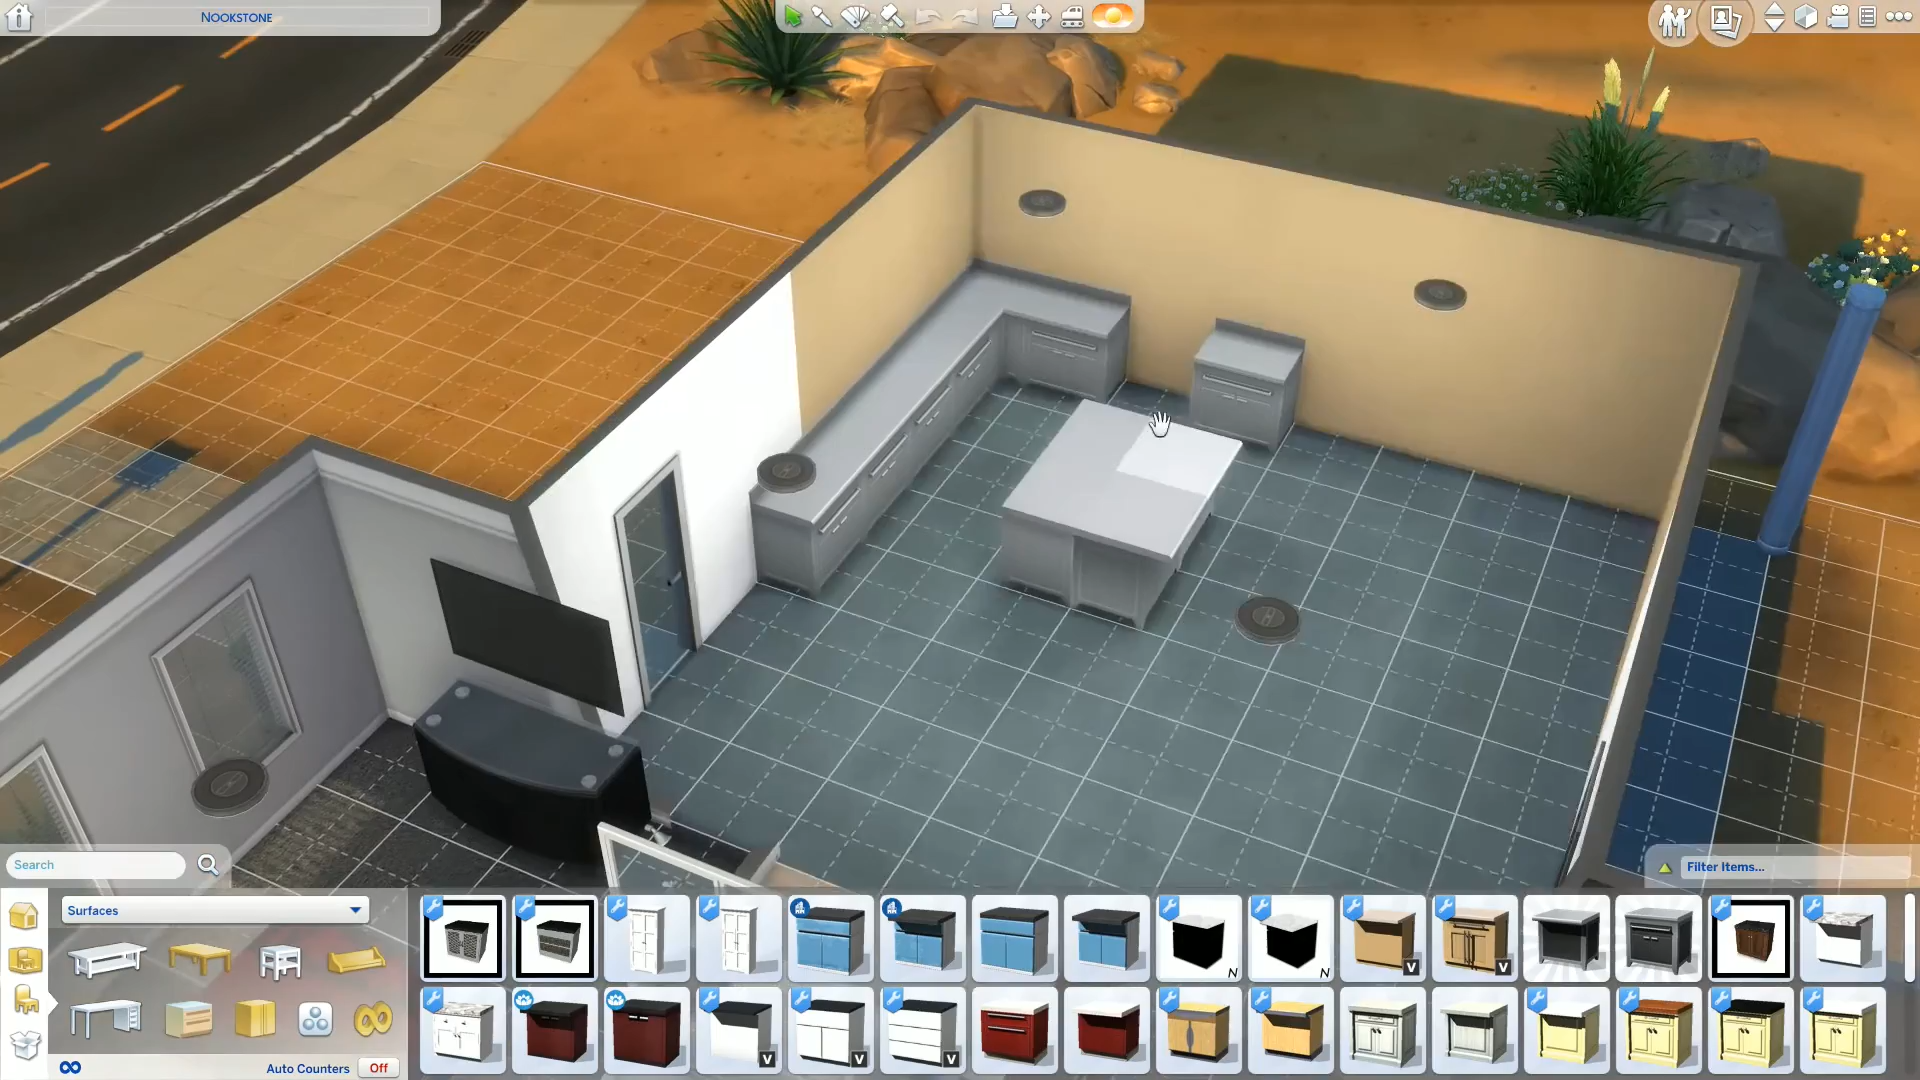 NOOKSTONE
Search
Filter Items...
Surfaces
V
V
N
N
V
V
V
Auto Counters
Off